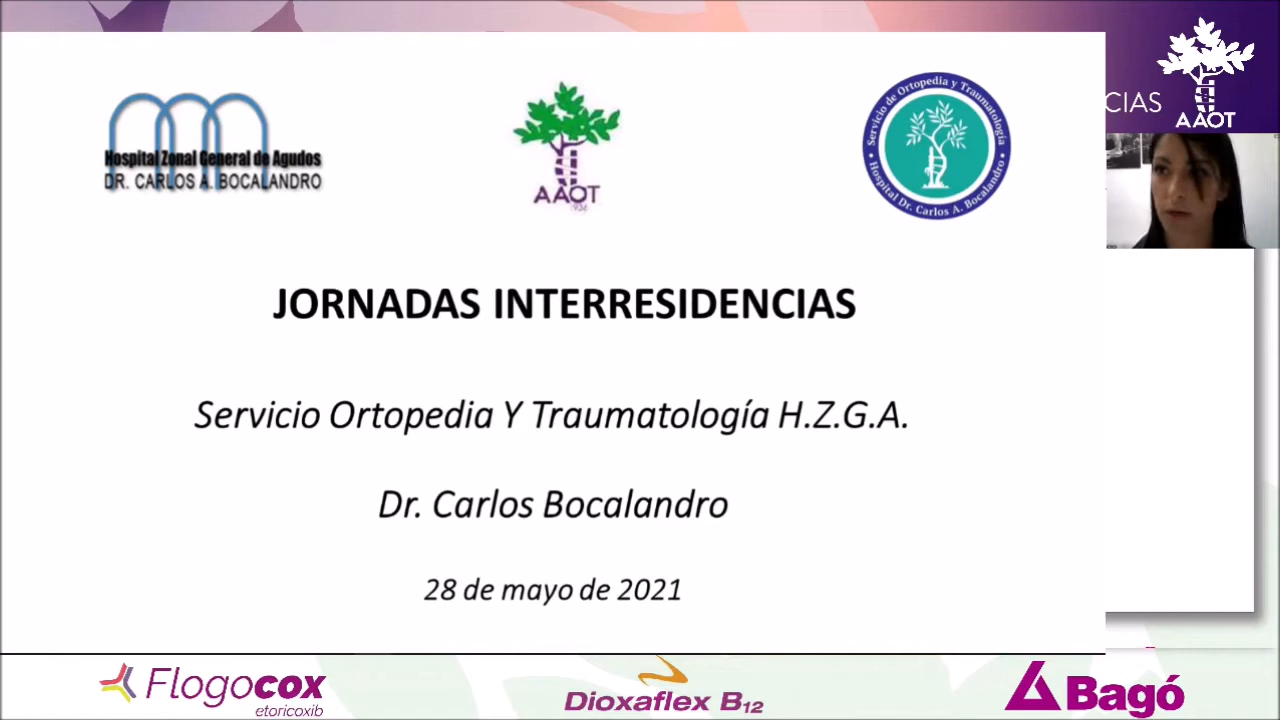 Hospital Zonal General de Agudos
DR. CARLOS A. BOCALANDRO
AAOT
1936
Servicio de Ortopedia y Traumatología
Hospital Dr. Carlos A. Bocalandro
CIAS
AAOT
JORNADAS INTERRESIDENCIAS
Servicio Ortopedia Y Traumatología H.Z.G.A.
Dr. Carlos Bocalandro
28 de mayo de 2021
Flogocox
etoricoxib
Dioxaflex B12
Bagó